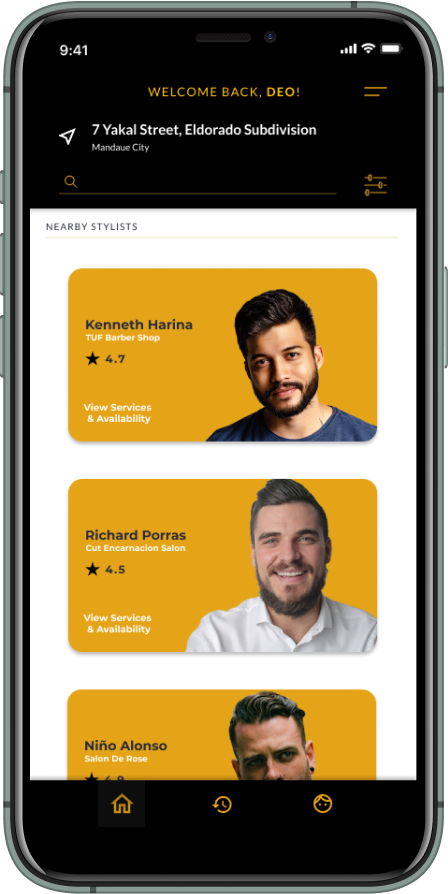 9:41
WELCOME BACK, DEO!
7 Yakal Street, Eldorado Subdivision
Mandaue City
NEARBY STYLISTS
Kenneth Harina
TUF Barber Shop
★ 4.7
View Services
& Availability
Richard Porras
Cut Encarnacion Salon
★ 4.5
View Services
& Availability
Niño Alonso
Salon De Rose